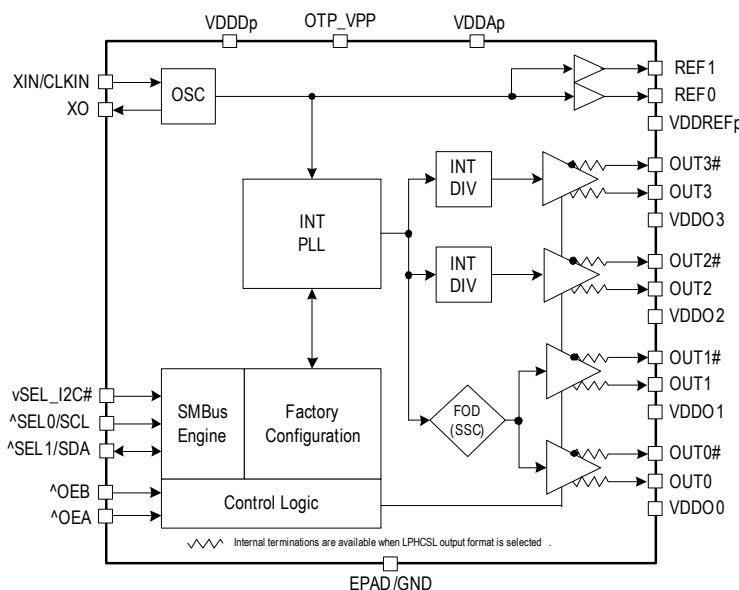 VDDDp
OTP_VPP
VDDAp
XIN/CLKIN
XO
OSC
REF1
REF0
VDDREFp
INT
PLL
INT
DIV
OUT3#
OUT3
VDDO3
INT
DIV
OUT2#
OUT2
VDDO2
vSEL_I2C#
^SEL0/SCL
^SEL1/SDA
^OEB
^OEA
SMBus
Engine
Factory
Configuration
Control Logic
FOD
(SSC)
OUT1#
OUT1
VDDO1
OUT0#
OUT0
VDDO0
Internal terminations are available when LPHCSL output format is selected .
EPAD/GND